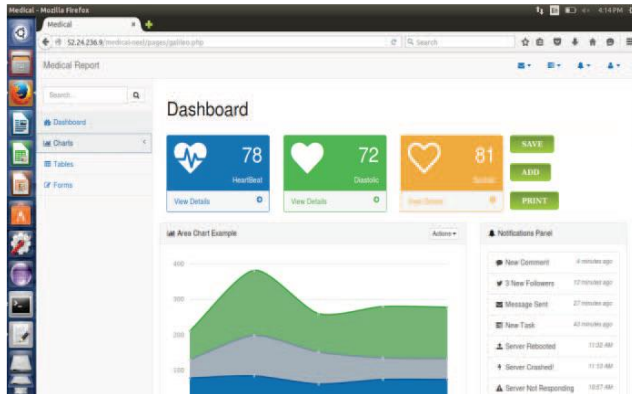 Medical - Mozilla Firefox
4:14PM
Medical
52.24.236.9/medical-next/pages/galileo.php
Search
Medical Report
Search...
Dashboard
Charts
Tables
Forms
Dashboard
78
HeartBeat
View Details
72
Diastolic
View Details
81
View Details
SAVE
ADD
PRINT
Area Chart Example
Actions
400
300
200
100
Notifications Panel
New Comment 4 minutes ago
3 New Followers 12 minutes ago
Message Sent 27 minutes ago
New Task 43 minutes ago
Server Rebooted 11:32 AM
Server Crashed! 11:13 AM
Server Not Responding 10:57 AM